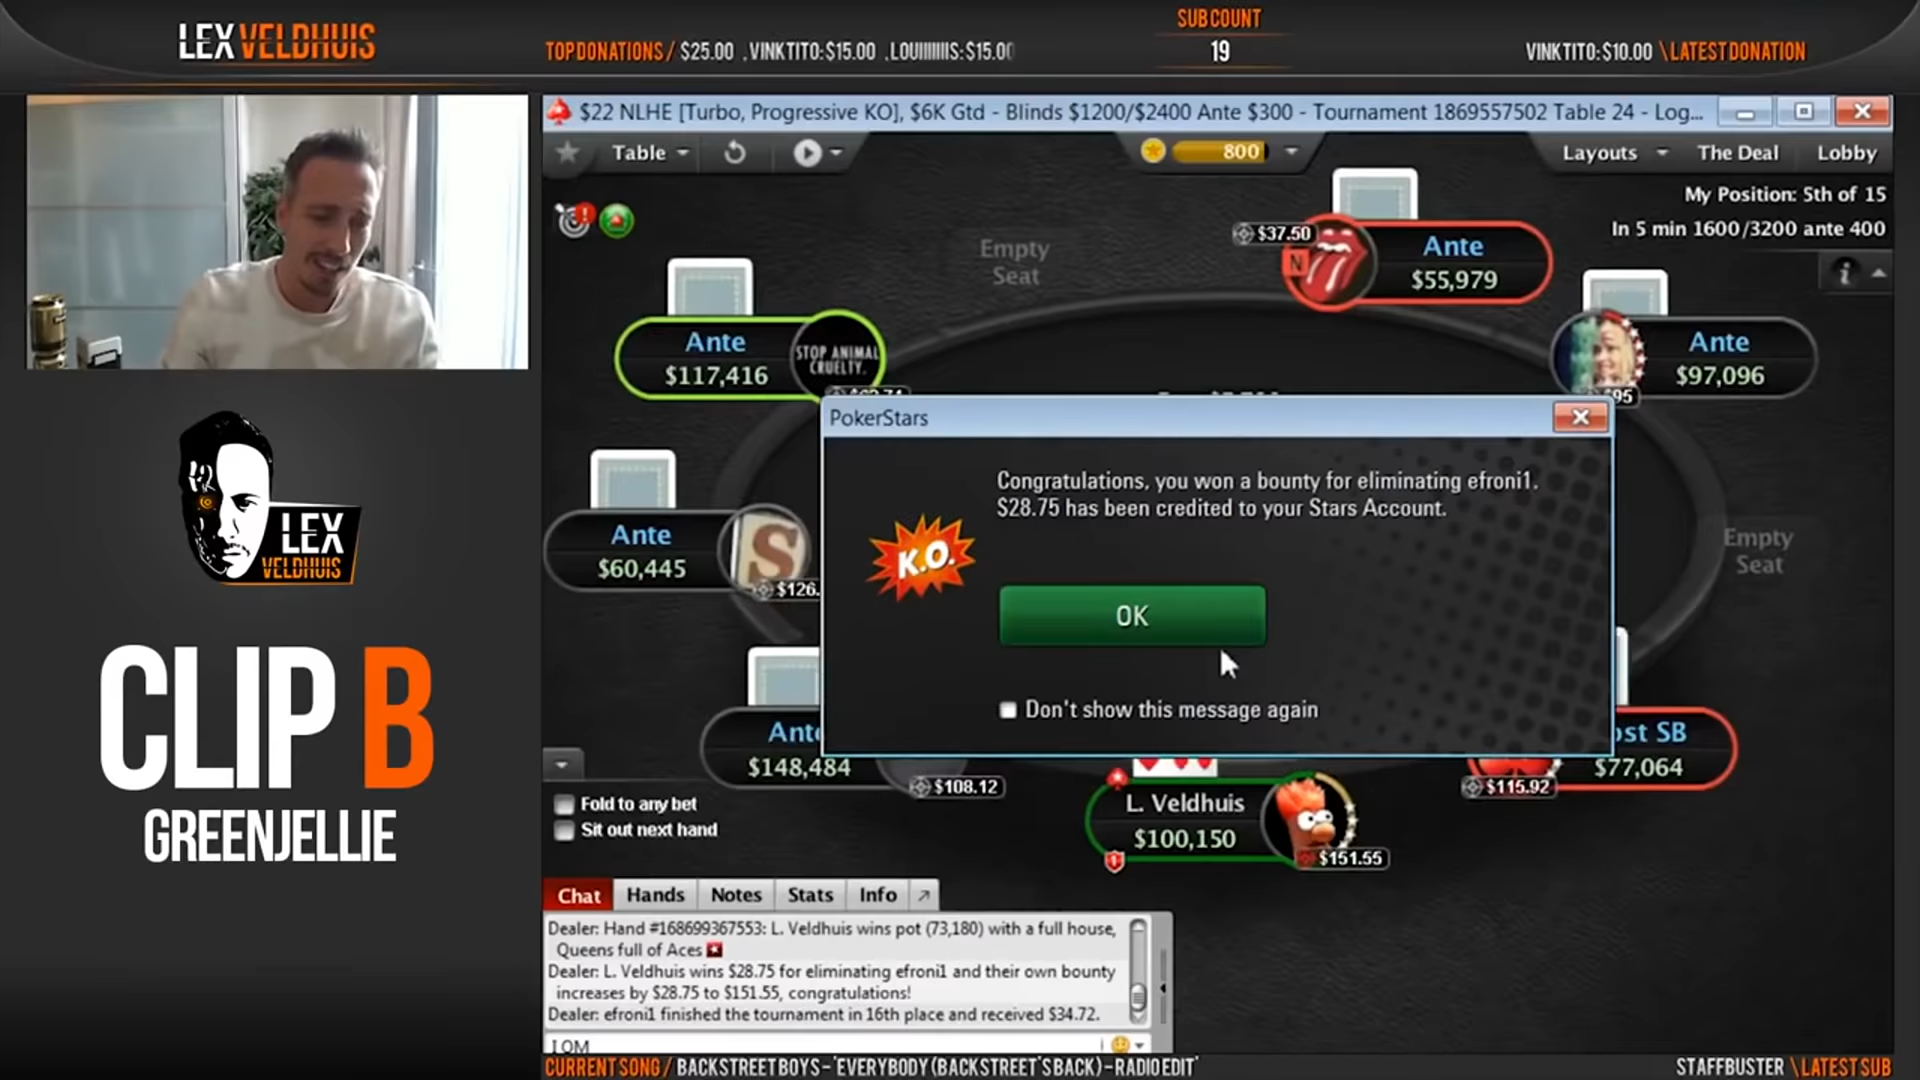 LEX VELDHUIS
TOP DONATIONS / $25.00 , VINKTITO: $15.00 , LOUIIIIIIS: $15.00
SUB COUNT
19
VINKTITO: $10.00 \ LATEST DONATION
$22 NLHE [Turbo, Progressive KO], $6K Gtd - Blinds $1200/$2400 Ante $300 - Tournament 1869557502 Table 24 - Log...
Table
800
Layouts
The Deal
Lobby
My Position: 5th of 15
In 5 min 1600/3200 ante 400
Empty
Seat
$37.50
N
Ante
$55,979
Ante
$117,416
STOP ANIMAL
CRUELTY.
Ante
$97,096
$95
Ante
$60,445
S
$126.
PokerStars
Congratulations, you won a bounty for eliminating efroni1.
$28.75 has been credited to your Stars Account.
K.O.
OK
Don't show this message again
Empty
Seat
LEX
VELDHUIS
CLIP B
GREENJELLIE
Ante
$148,484
$108.12
ost SB
$77,064
$115.92
L. Veldhuis
$100,150
$151.55
1
Fold to any bet
Sit out next hand
Chat
Hands
Notes
Stats
Info
Dealer: Hand #168699367553: L. Veldhuis wins pot (73,180) with a full house,
Queens full of Aces
Dealer: L. Veldhuis wins $28.75 for eliminating efroni1 and their own bounty
increases by $28.75 to $151.55, congratulations!
Dealer: efroni1 finished the tournament in 16th place and received $34.72.
CURRENT SONG / BACKSTREET BOYS - 'EVERYBODY (BACKSTREET'S BACK) - RADIO EDIT'
STAFFBUSTER \ LATEST SUB